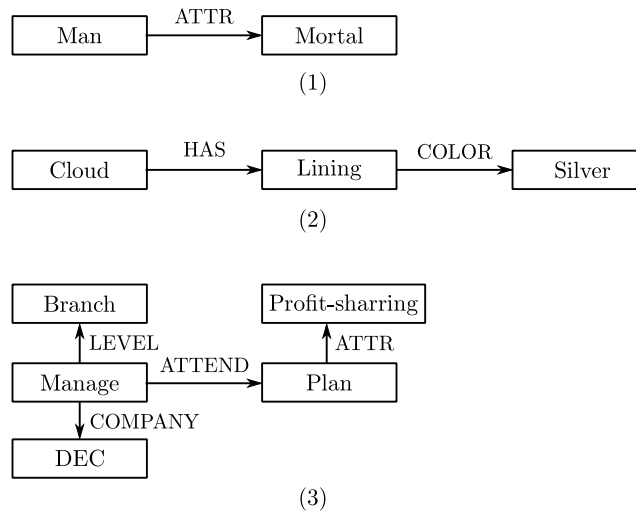 ATTR
Man Mortal
(1)
HAS COLOR
Cloud Lining Silver
(2)
Branch Profit-sharring
LEVEL ATTR
ATTEND
Manage Plan
COMPANY
DEC
(3)